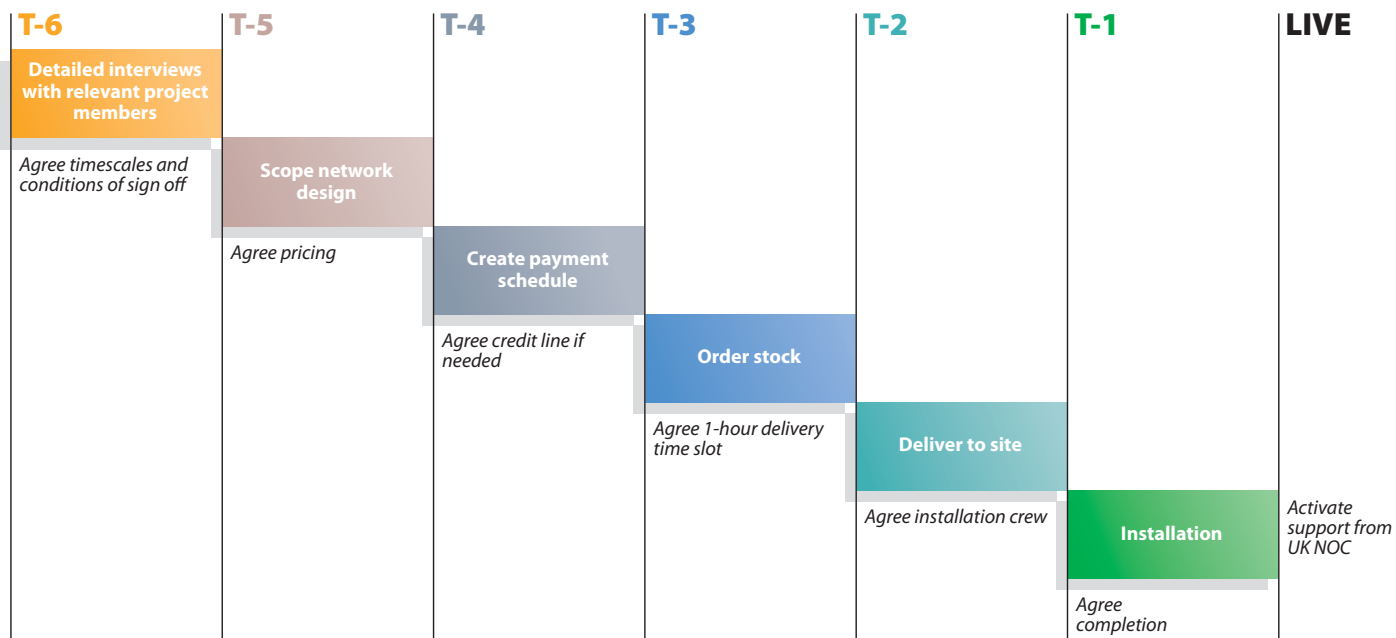 T-6
T-5
T-4
T-3
T-2
T-1
LIVE
Detailed interviews
with relevant project
members
Agree timescales and
conditions of sign off
Scope network
design
Agree pricing
Create payment
schedule
Agree credit line if
needed
Order stock
Agree 1-hour delivery
time slot
Deliver to site
Agree installation crew
Installation
Agree
completion
Activate
support from
UK NOC